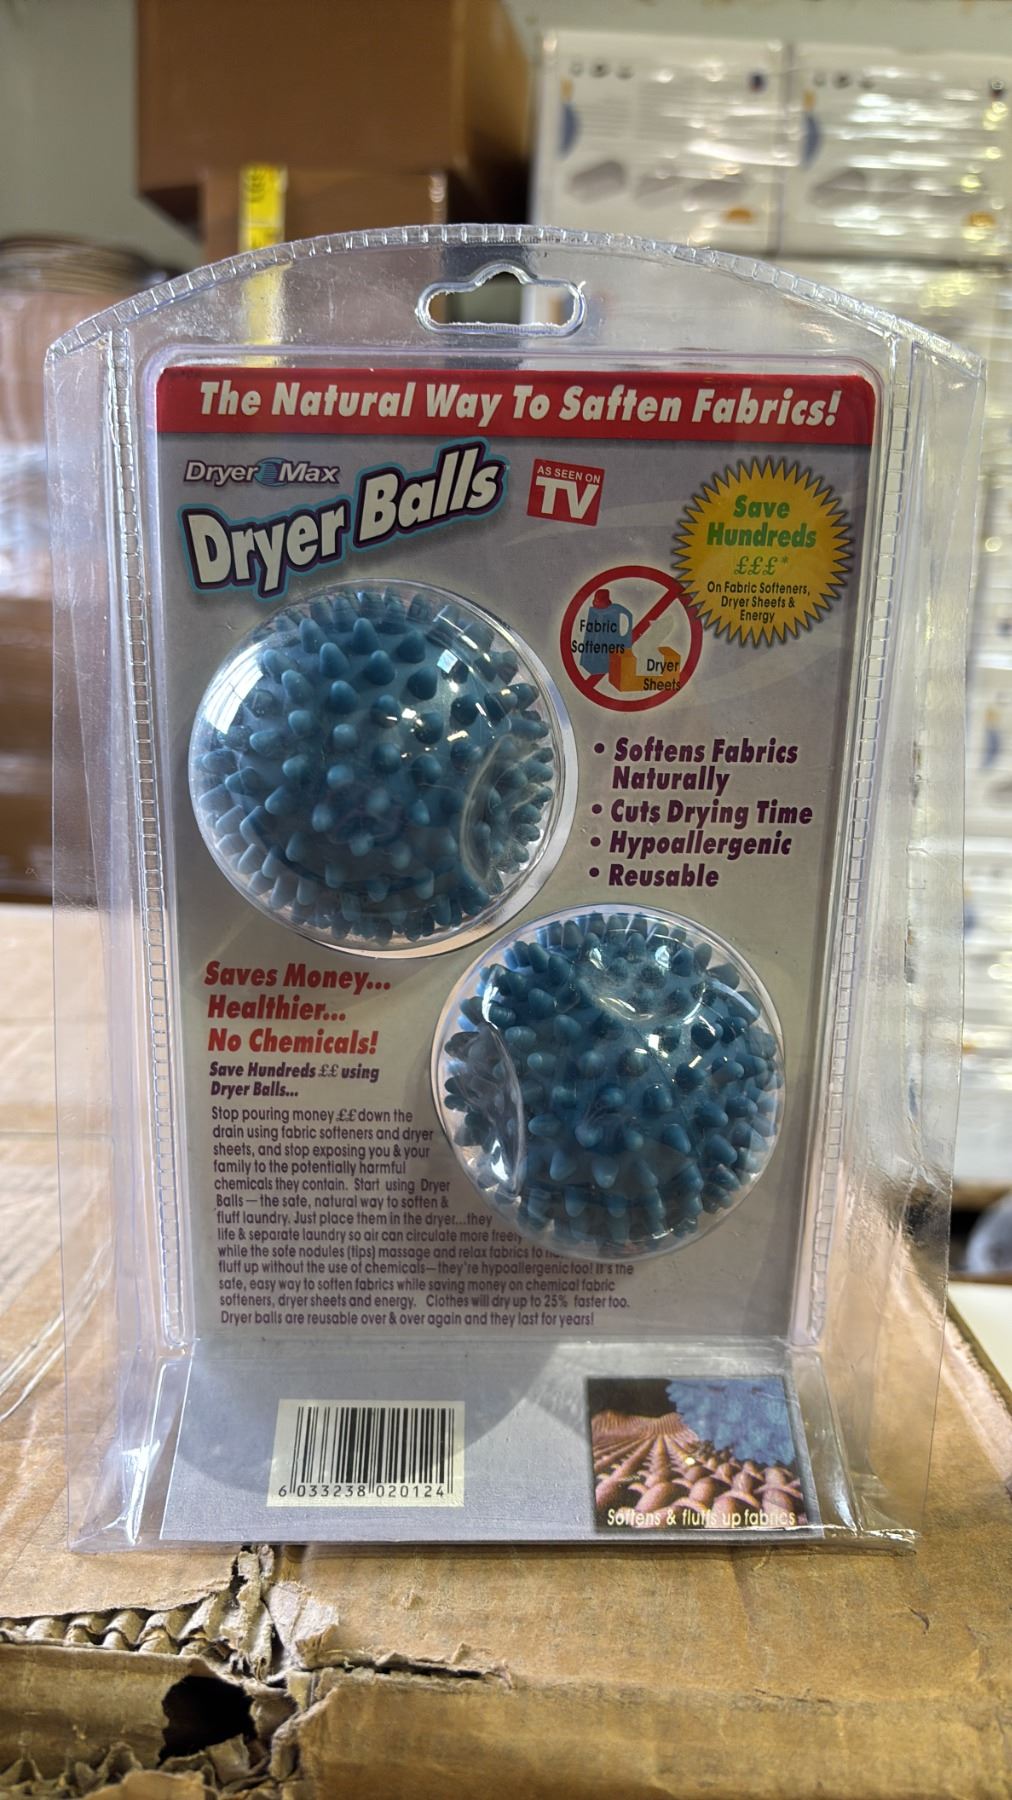 The Natural Way To Saften Fabrics!
Dryer Max
Dryer Balls
AS SEEN ON
TV
Save
Hundreds
£££*
On Fabric Softeners,
Dryer Sheets &
Energy
Fabric
Softeners
Dryer
Sheets
• Softens Fabrics
Naturally
• Cuts Drying Time
• Hypoallergenic
• Reusable
Saves Money...
Healthier...
No Chemicals!
Save Hundreds ££ using
Dryer Balls...
Stop pouring money ££ down the
drain using fabric softeners and dryer
sheets, and stop exposing you & your
family to the potentially harmful
chemicals they contain. Start using Dryer
Balls — the safe, natural way to soften &
fluff laundry. Just place them in the dryer...they
life & separate laundry so air can circulate more freely
while the sofe nodules (tips) massage and relax fabrics to
fluff up without the use of chemicals—they're hypoallergenic too! It's the
safe, easy way to soften fabrics while saving money on chemical fabric
softeners, dryer sheets and energy. Clothes will dry up to 25% faster too.
Dryer balls are reusable over & over again and they last for years!
6 033238 020124
Softens & fluffs up fabrics